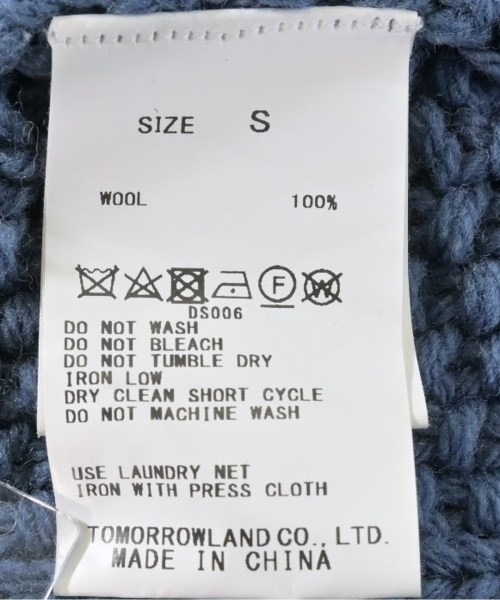 SIZE S
WOOL 100%
F W
DS006
DO NOT WASH
DO NOT BLEACH
DO NOT TUMBLE DRY
IRON LOW
DRY CLEAN SHORT CYCLE
DO NOT MACHINE WASH
USE LAUNDRY NET
IRON WITH PRESS CLOTH
TOMORROWLAND CO., LTD.
MADE IN CHINA